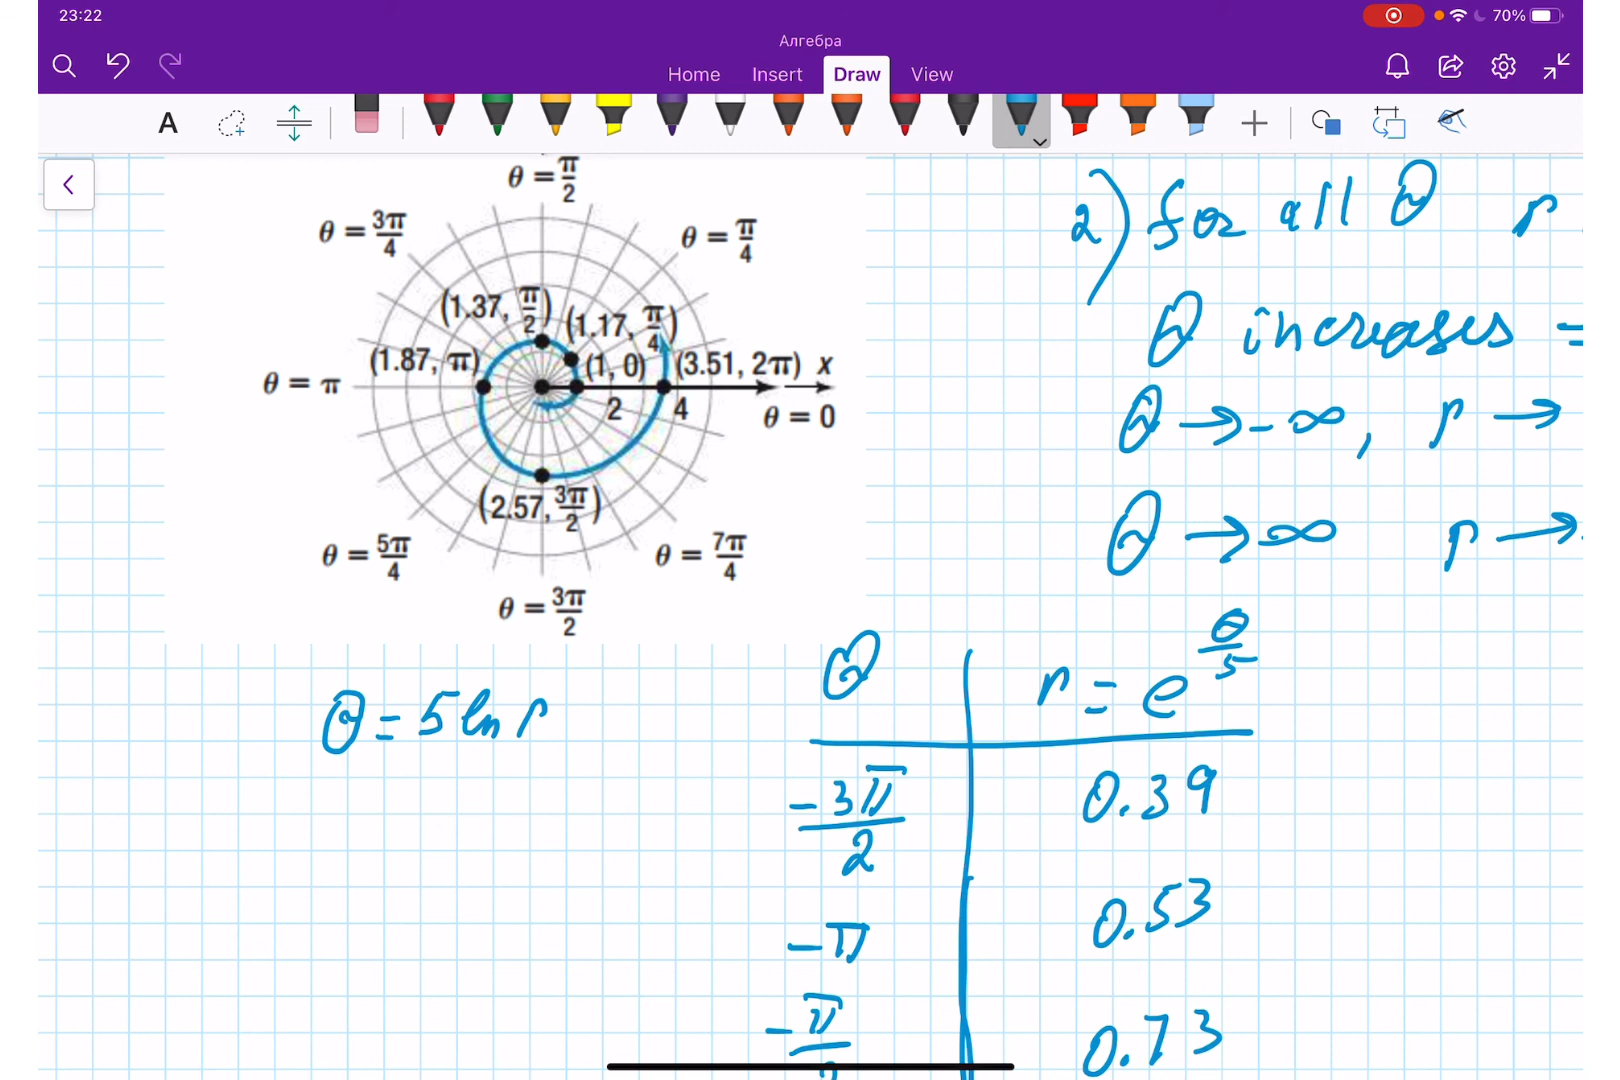 23:22
70%
Алгебра
Home Insert Draw View
A
θ = π/2
θ = 3π/4
θ = π/4
(1.37, π/2)
(1.17, π/4)
(1.87, π)
(1, 0)
(3.51, 2π) x
θ = π
2 4
θ = 0
(2.57, 3π/2)
θ = 5π/4
θ = 7π/4
θ = 3π/2
θ = 5 ln r
2) for all θ r
θ increases =
θ → -∞, r →
θ → ∞ r →
θ r = e^(θ/5)
-3π/2 0.39
-π 0.53
-π/ 0.73